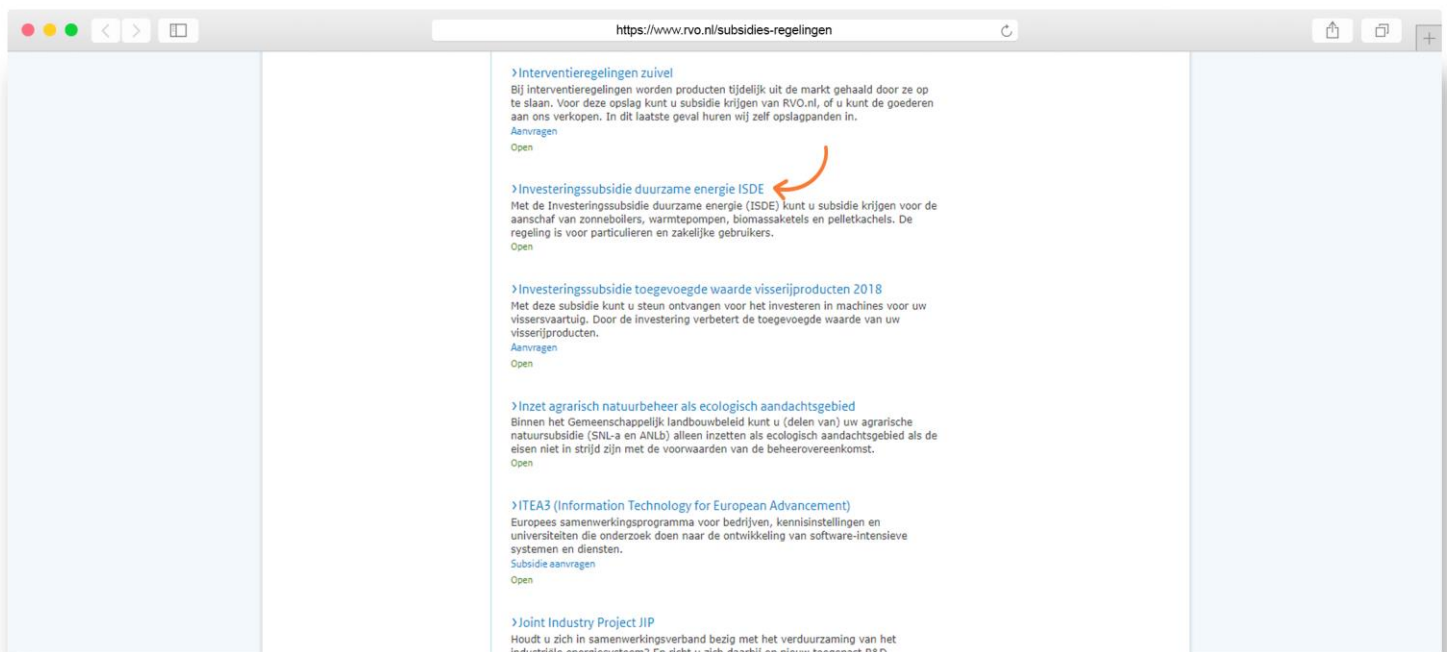 https://www.rvo.nl/subsidies-regelingen
›Interventieregelingen zuivel
Bij interventieregelingen worden producten tijdelijk uit de markt gehaald door ze op
te slaan. Voor deze opslag kunt u subsidie krijgen van RVO.nl, of u kunt de goederen
aan ons verkopen. In dit laatste geval huren wij zelf opslagpanden in.
Aanvragen
Open
›Investeringssubsidie duurzame energie ISDE
Met de Investeringssubsidie duurzame energie (ISDE) kunt u subsidie krijgen voor de
aanschaf van zonneboilers, warmtepompen, biomassaketels en pelletkachels. De
regeling is voor particulieren en zakelijke gebruikers.
Open
›Investeringssubsidie toegevoegde waarde visserijproducten 2018
Met deze subsidie kunt u steun ontvangen voor het investeren in machines voor uw
vissersvaartuig. Door de investering verbetert de toegevoegde waarde van uw
visserijproducten.
Aanvragen
Open
›Inzet agrarisch natuurbeheer als ecologisch aandachtsgebied
Binnen het Gemeenschappelijk landbouwbeleid kunt u (delen van) uw agrarische
natuursubsidie (SNL-a en ANLb) alleen inzetten als ecologisch aandachtsgebied als de
eisen niet in strijd zijn met de voorwaarden van de beheerovereenkomst.
Open
›ITEA3 (Information Technology for European Advancement)
Europees samenwerkingsprogramma voor bedrijven, kennisinstellingen en
universiteiten die onderzoek doen naar de ontwikkeling van software-intensieve
systemen en diensten.
Subsidie aanvragen
Open
›Joint Industry Project JIP
Houdt u zich in samenwerkingsverband bezig met het verduurzaming van het
industriële energiesysteem? En richt u zich daarbij op nieuw toegepast R&D